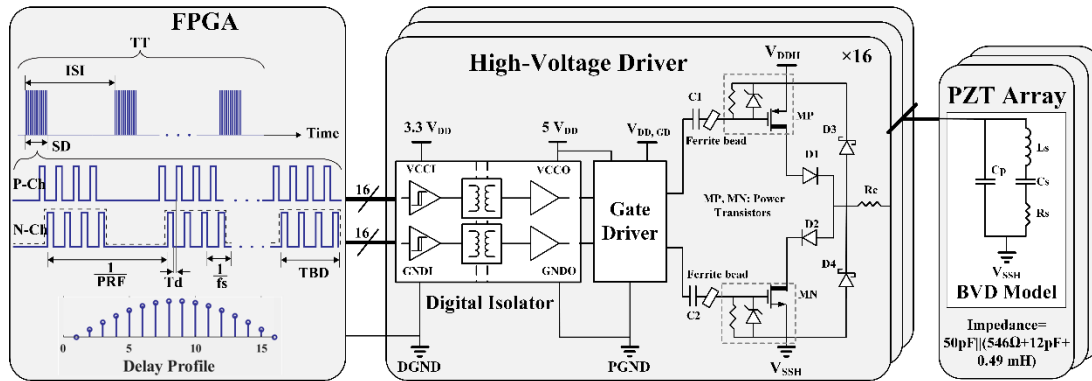 FPGA
TT
ISI
Time
SD
P-Ch
N-Ch
1
PRF
Td
1
fs
TBD
0 5 10 15
Delay Profile
16
16
High-Voltage Driver
×16
3.3 VDD
5 VDD
VDD, GD
VCCI
VCCO
GNDI
GNDO
Digital Isolator
DGND
PGND
Gate
Driver
C1
Ferrite bead
VDDH
MP
D1
D3
MP, MN: Power
Transistors
Rc
D2
D4
Ferrite bead
C2
MN
VSSH
PZT Array
Cp
Ls
Cs
Rs
VSSH
BVD Model
Impedance=
50pF||(546Ω+12pF+
0.49 mH)